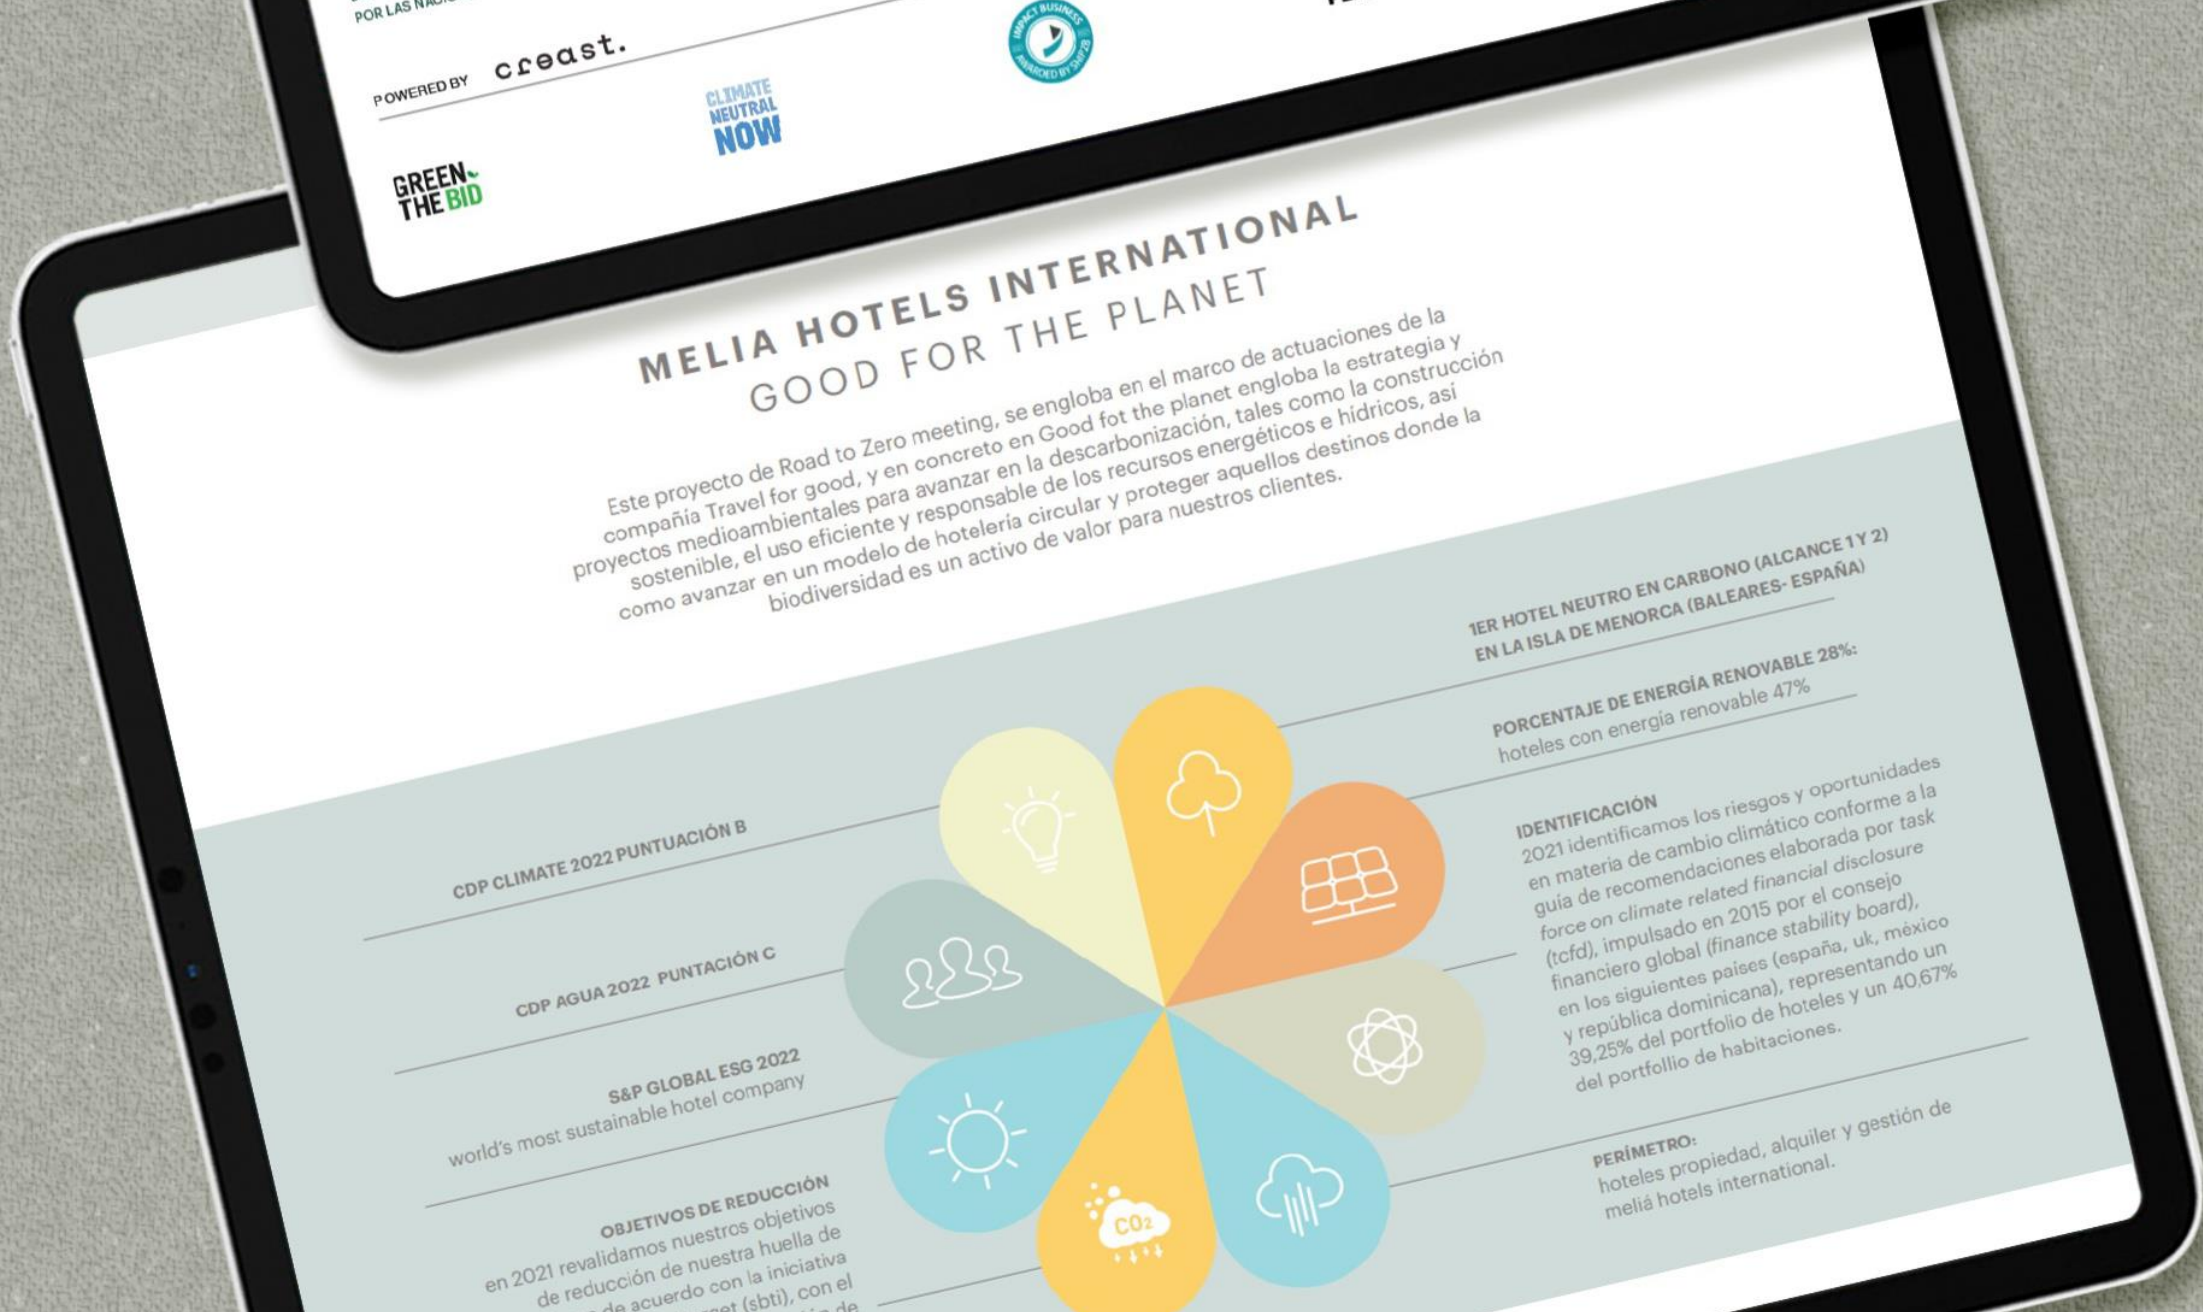 POR LAS
POWERED BY creast.
GREEN
THE BID
CLIMATE
NEUTRAL
NOW
IMPACT BUSINESS
AWARDED BY SHIP2B
MELIA HOTELS INTERNATIONAL
GOOD FOR THE PLANET
Este proyecto de Road to Zero meeting, se engloba en el marco de actuaciones de la
compañía Travel for good, y en concreto en Good fot the planet engloba la estrategia y
proyectos medioambientales para avanzar en la descarbonización, tales como la construcción
sostenible, el uso eficiente y responsable de los recursos energéticos e hídricos, así
como avanzar en un modelo de hotelería circular y proteger aquellos destinos donde la
biodiversidad es un activo de valor para nuestros clientes.
CDP CLIMATE 2022 PUNTUACIÓN B
CDP AGUA 2022 PUNTACIÓN C
S&P GLOBAL ESG 2022
world's most sustainable hotel company
OBJETIVOS DE REDUCCIÓN
en 2021 revalidamos nuestros objetivos
de reducción de nuestra huella de
de acuerdo con la iniciativa
(sbti), con el
de
CO2
1ER HOTEL NEUTRO EN CARBONO (ALCANCE 1 Y 2)
EN LA ISLA DE MENORCA (BALEARES- ESPAÑA)
PORCENTAJE DE ENERGÍA RENOVABLE 28%:
hoteles con energía renovable 47%
IDENTIFICACIÓN
2021 identificamos los riesgos y oportunidades
en materia de cambio climático conforme a la
guía de recomendaciones elaborada por task
force on climate related financial disclosure
(tcfd), impulsado en 2015 por el consejo
financiero global (finance stability board),
en los siguientes países (españa, uk, méxico
y república dominicana), representando un
39,25% del portfolio de hoteles y un 40,67%
del portfollio de habitaciones.
PERÍMETRO:
hoteles propiedad, alquiler y gestión de
meliá hotels international.